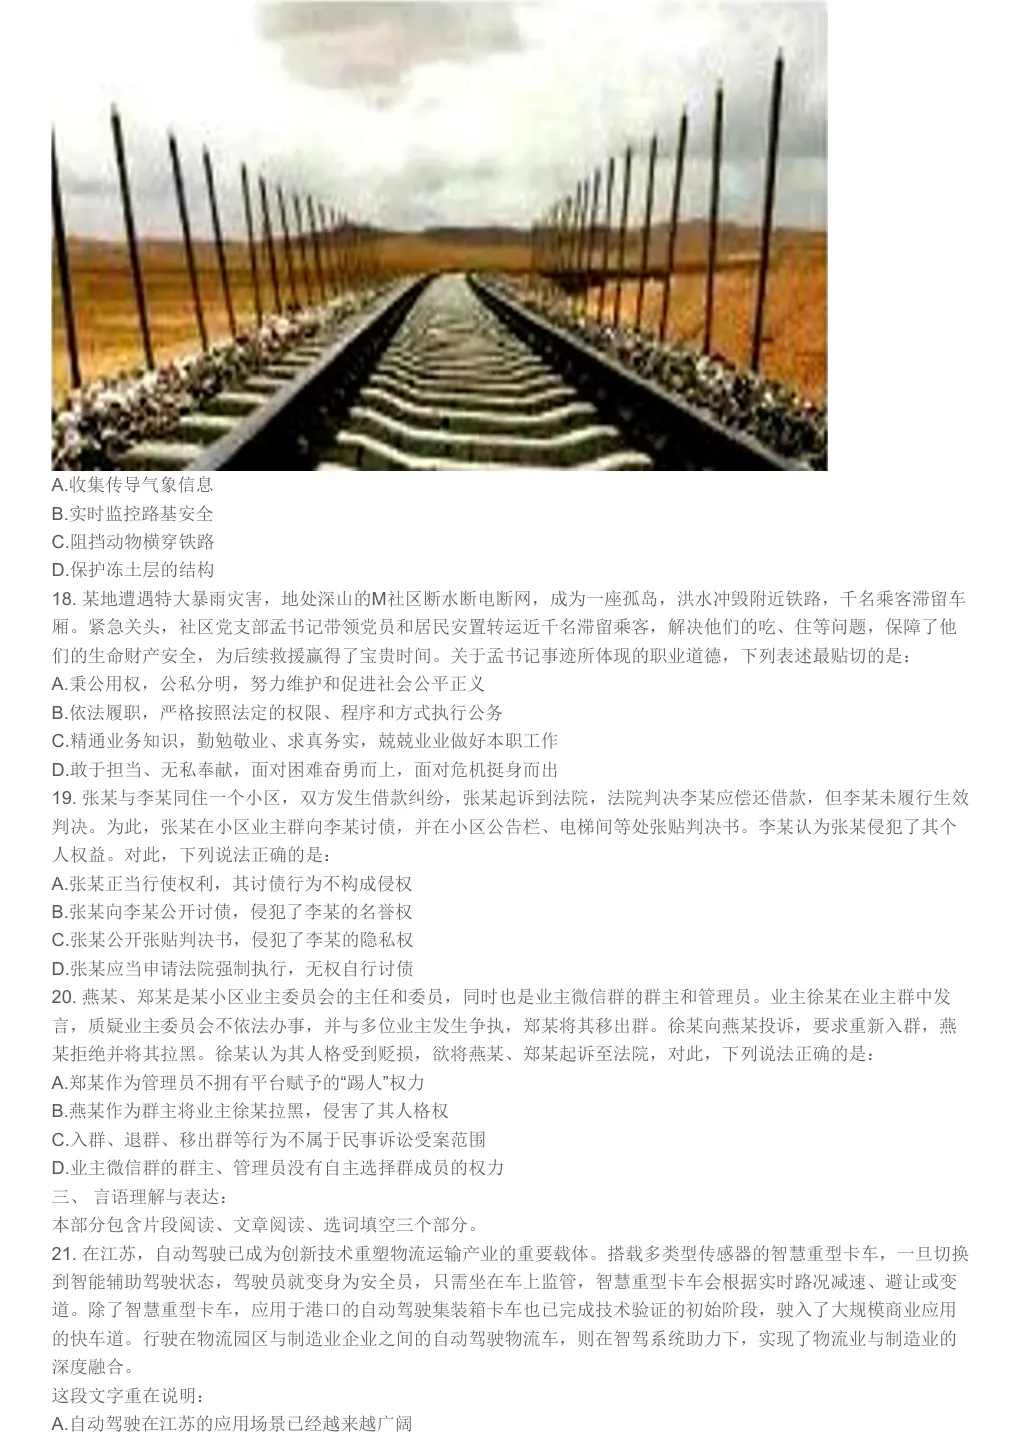 A.收集传导气象信息
B.实时监控路基安全
C.阻挡动物横穿铁路
D.保护冻土层的结构
18. 某地遭遇特大暴雨灾害，地处深山的M社区断水断电断网，成为一座孤岛，洪水冲毁附近铁路，千名乘客滞留车
厢。紧急关头，社区党支部孟书记带领党员和居民安置转运近千名滞留乘客，解决他们的吃、住等问题，保障了他
们的生命财产安全，为后续救援赢得了宝贵时间。关于孟书记事迹所体现的职业道德，下列表述最贴切的是：
A.秉公用权，公私分明，努力维护和促进社会公平正义
B.依法履职，严格按照法定的权限、程序和方式执行公务
C.精通业务知识，勤勉敬业、求真务实，兢兢业业做好本职工作
D.敢于担当、无私奉献，面对困难奋勇而上，面对危机挺身而出
19. 张某与李某同住一个小区，双方发生借款纠纷，张某起诉到法院，法院判决李某应偿还借款，但李某未履行生效
判决。为此，张某在小区业主群向李某讨债，并在小区公告栏、电梯间等处张贴判决书。李某认为张某侵犯了其个
人权益。对此，下列说法正确的是：
A.张某正当行使权利，其讨债行为不构成侵权
B.张某向李某公开讨债，侵犯了李某的名誉权
C.张某公开张贴判决书，侵犯了李某的隐私权
D.张某应当申请法院强制执行，无权自行讨债
20. 燕某、郑某是某小区业主委员会的主任和委员，同时也是业主微信群的群主和管理员。业主徐某在业主群中发
言，质疑业主委员会不依法办事，并与多位业主发生争执，郑某将其移出群。徐某向燕某投诉，要求重新入群，燕
某拒绝并将其拉黑。徐某认为其人格受到贬损，欲将燕某、郑某起诉至法院，对此，下列说法正确的是：
A.郑某作为管理员不拥有平台赋予的“踢人”权力
B.燕某作为群主将业主徐某拉黑，侵害了其人格权
C.入群、退群、移出群等行为不属于民事诉讼受案范围
D.业主微信群的群主、管理员没有自主选择群成员的权力
三、 言语理解与表达：
本部分包含片段阅读、文章阅读、选词填空三个部分。
21. 在江苏，自动驾驶已成为创新技术重塑物流运输产业的重要载体。搭载多类型传感器的智慧重型卡车，一旦切换
到智能辅助驾驶状态，驾驶员就变身为安全员，只需坐在车上监管，智慧重型卡车会根据实时路况减速、避让或变
道。除了智慧重型卡车，应用于港口的自动驾驶集装箱卡车也已完成技术验证的初始阶段，驶入了大规模商业应用
的快车道。行驶在物流园区与制造业企业之间的自动驾驶物流车，则在智驾系统助力下，实现了物流业与制造业的
深度融合。
这段文字重在说明：
A.自动驾驶在江苏的应用场景已经越来越广阔